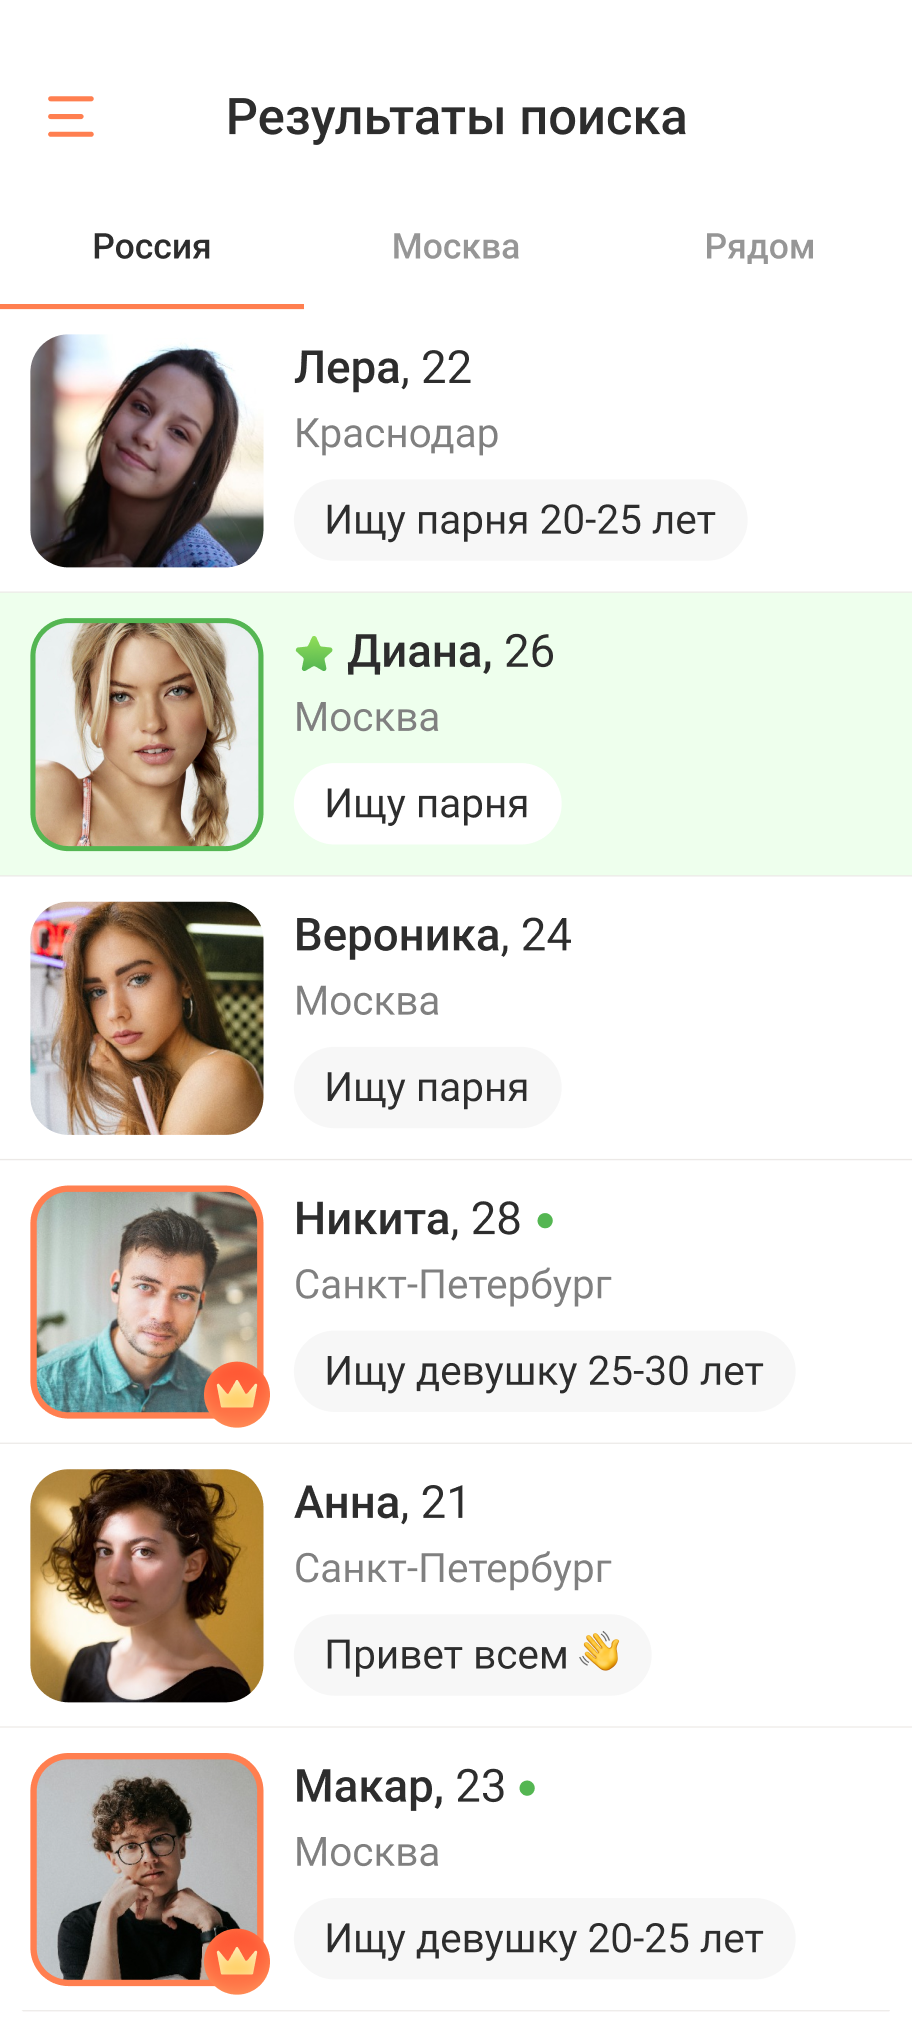 Результаты поиска
Россия Москва Рядом
Лера, 22
Краснодар
Ищу парня 20-25 лет
Диана, 26
Москва
Ищу парня
Вероника, 24
Москва
Ищу парня
Никита, 28
Санкт-Петербург
Ищу девушку 25-30 лет
Анна, 21
Санкт-Петербург
Привет всем 👋
Макар, 23
Москва
Ищу девушку 20-25 лет